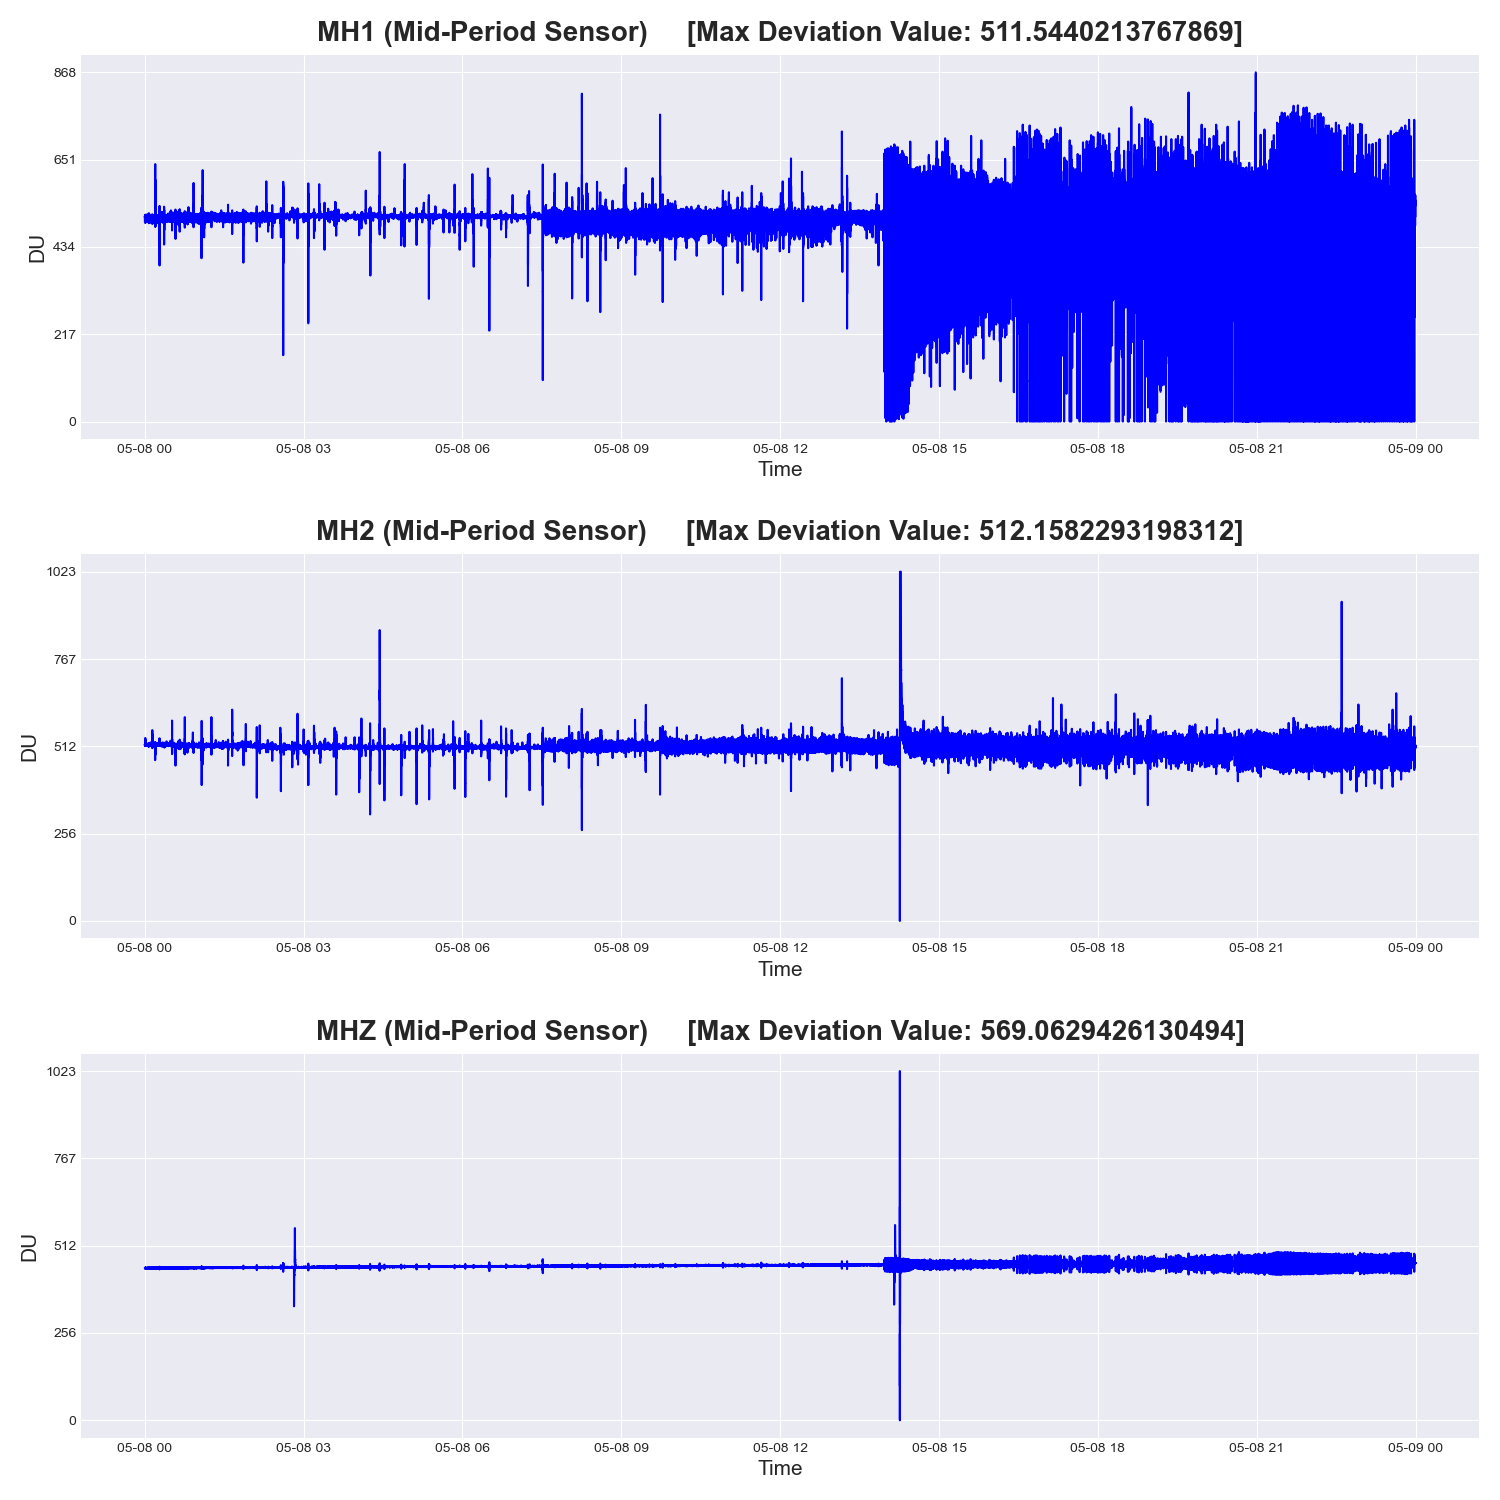 MH1 (Mid-Period Sensor) [Max Deviation Value: 511.5440213767869]
868
651
434
217
0
DU
05-08 00 05-08 03 05-08 06 05-08 09 05-08 12 05-08 15 05-08 18 05-08 21 05-09 00
Time
MH2 (Mid-Period Sensor) [Max Deviation Value: 512.1582293198312]
1023
767
512
256
0
DU
05-08 00 05-08 03 05-08 06 05-08 09 05-08 12 05-08 15 05-08 18 05-08 21 05-09 00
Time
MHZ (Mid-Period Sensor) [Max Deviation Value: 569.0629426130494]
1023
767
512
256
0
DU
05-08 00 05-08 03 05-08 06 05-08 09 05-08 12 05-08 15 05-08 18 05-08 21 05-09 00
Time